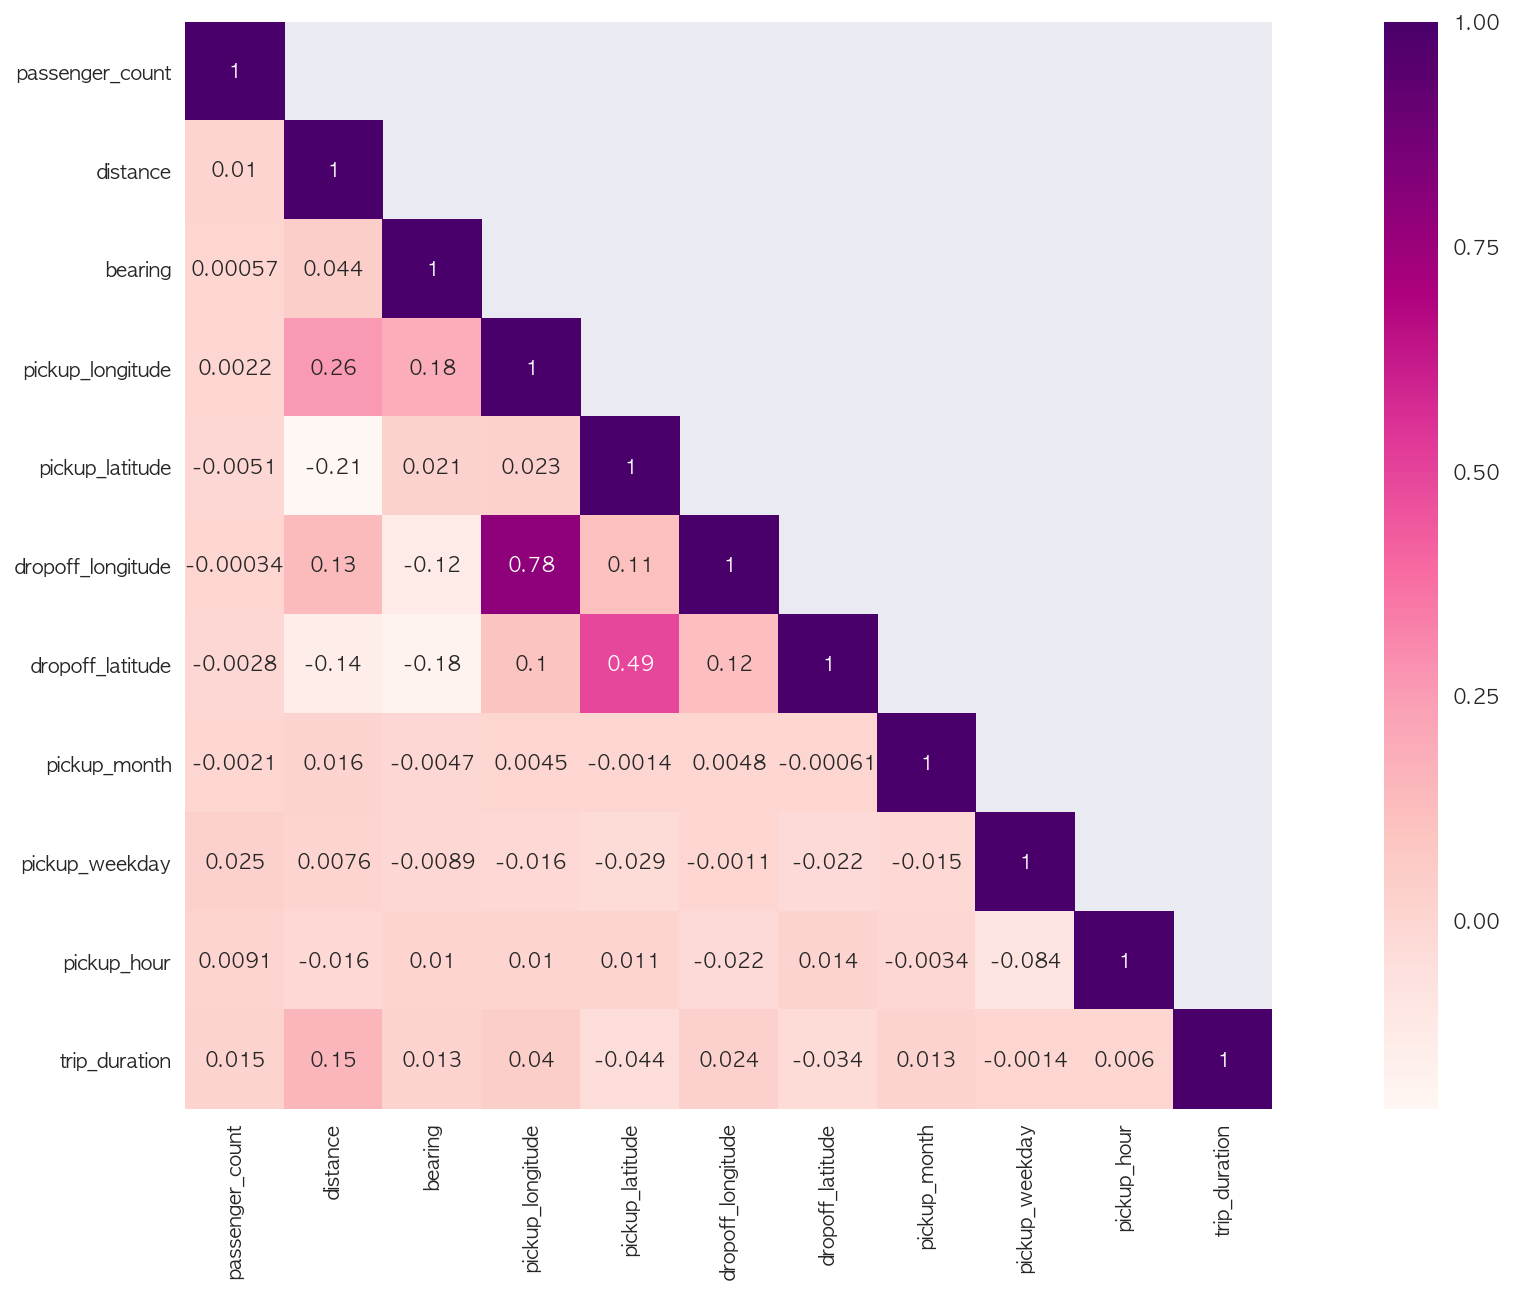 1.00
passenger_count 1
distance 0.01 1
0.75
bearing 0.00057 0.044 1
pickup_longitude 0.0022 0.26 0.18 1
pickup_latitude -0.0051 -0.21 0.021 0.023 1
0.50
dropoff_longitude -0.00034 0.13 -0.12 0.78 0.11 1
dropoff_latitude -0.0028 -0.14 -0.18 0.1 0.49 0.12 1
0.25
pickup_month -0.0021 0.016 -0.0047 0.0045 -0.0014 0.0048 -0.00061 1
pickup_weekday 0.025 0.0076 -0.0089 -0.016 -0.029 -0.0011 -0.022 -0.015 1
0.00
pickup_hour 0.0091 -0.016 0.01 0.01 0.011 -0.022 0.014 -0.0034 -0.084 1
trip_duration 0.015 0.15 0.013 0.04 -0.044 0.024 -0.034 0.013 -0.0014 0.006 1
passenger_count
distance
bearing
pickup_longitude
pickup_latitude
dropoff_longitude
dropoff_latitude
pickup_month
pickup_weekday
pickup_hour
trip_duration